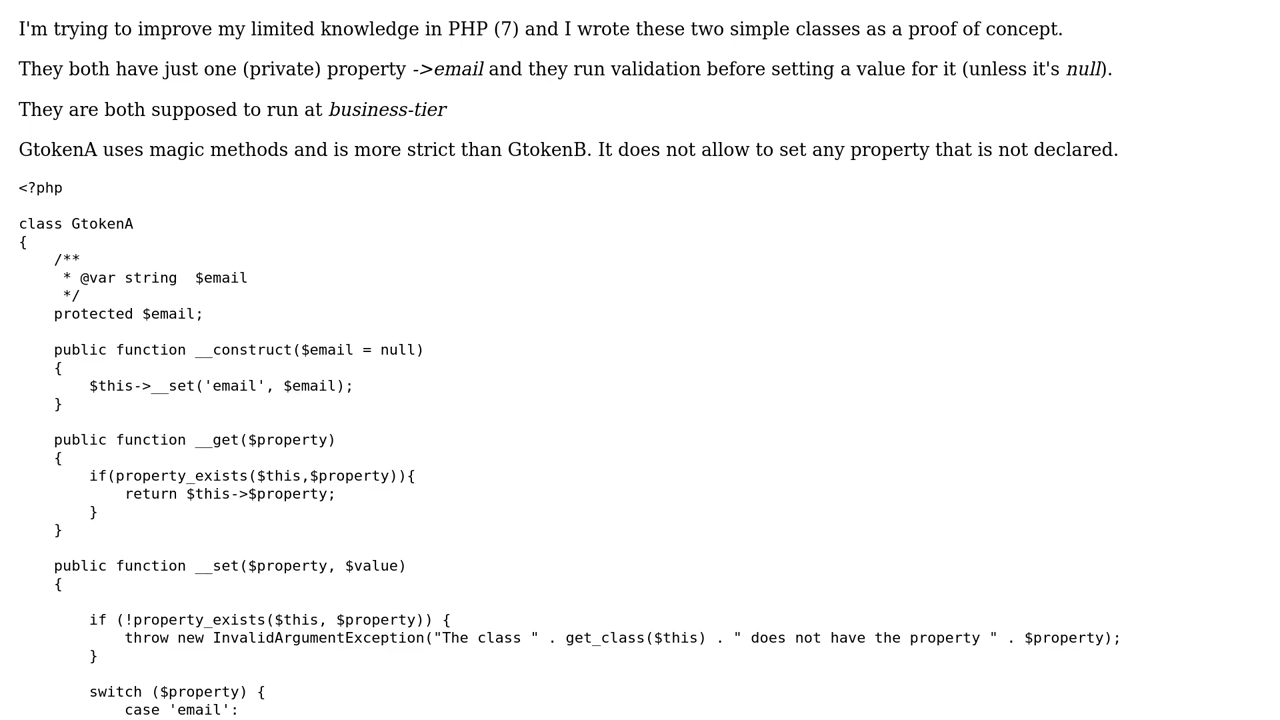 I'm trying to improve my limited knowledge in PHP (7) and I wrote these two simple classes as a proof of concept.
They both have just one (private) property ->email and they run validation before setting a value for it (unless it's null).
They are both supposed to run at business-tier
GtokenA uses magic methods and is more strict than GtokenB. It does not allow to set any property that is not declared.
<?php
class GtokenA
{
    /**
     * @var string  $email
     */
    protected $email;
    public function __construct($email = null)
    {
        $this->__set('email', $email);
    }
    public function __get($property)
    {
        if(property_exists($this,$property)){
            return $this->$property;
        }
    }
    public function __set($property, $value)
    {
        if (!property_exists($this, $property)) {
            throw new InvalidArgumentException("The class " . get_class($this) . " does not have the property " . $property);
        }
        switch ($property) {
            case 'email':